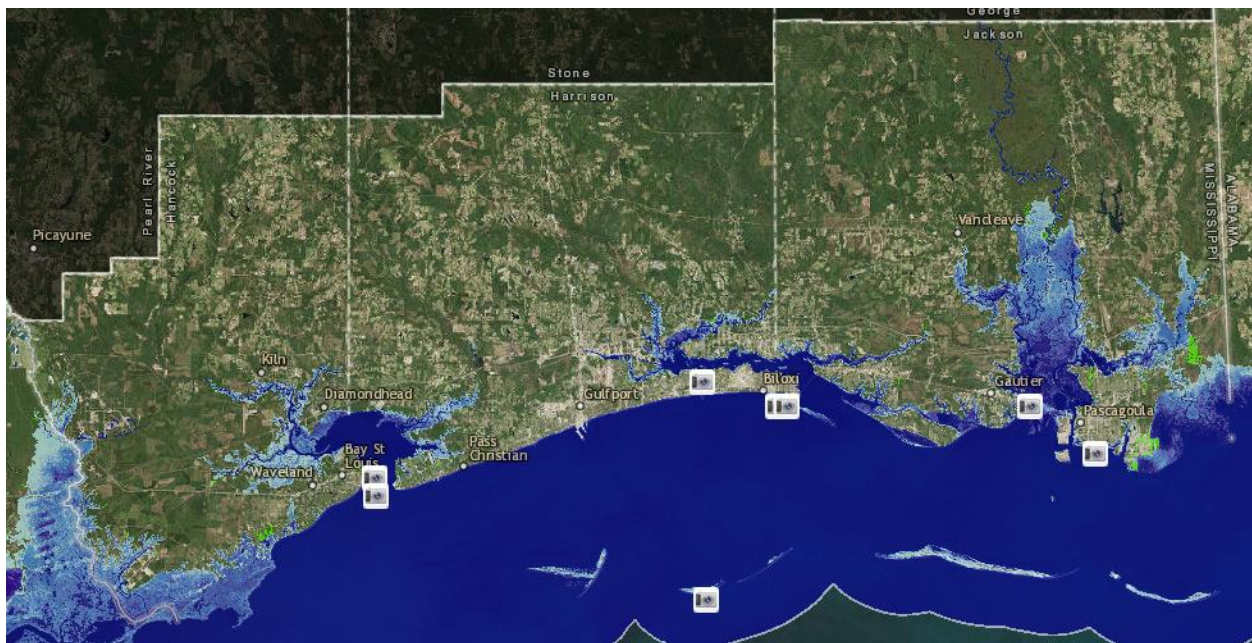 George
Jackson
Stone
Harrison
Pearl River
Hancock
Picayune
Vancleave
MISSISSIPPI
ALABAMA
Kiln
Diamondhead
Gulfport
Biloxi
Gautier
Pascagoula
Pass
Christian
Bay St
Louis
Waveland